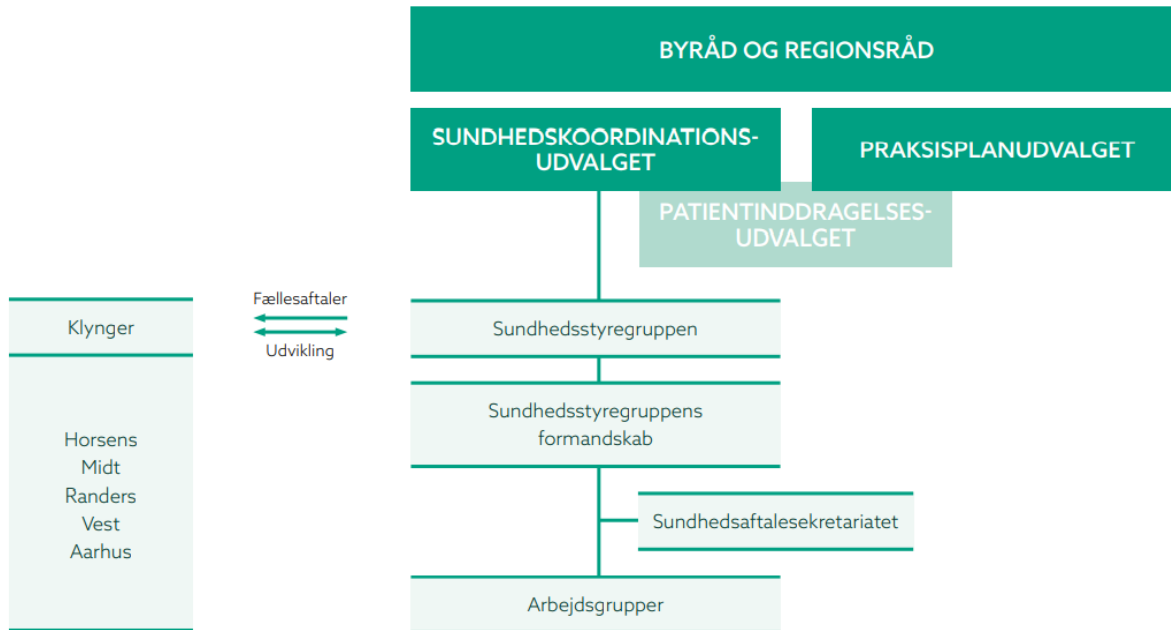 BYRÅD OG REGIONSRÅD
SUNDHEDSKOORDINATIONS-
UDVALGET
PRAKSISPLANUDVALGET
PATIENTINDDRAGELSES-
UDVALGET
Klynger
Fællesaftaler
Udvikling
Sundhedsstyregruppen
Sundhedsstyregruppens
formandskab
Horsens
Midt
Randers
Vest
Aarhus
Sundhedsaftalesekretariatet
Arbejdsgrupper